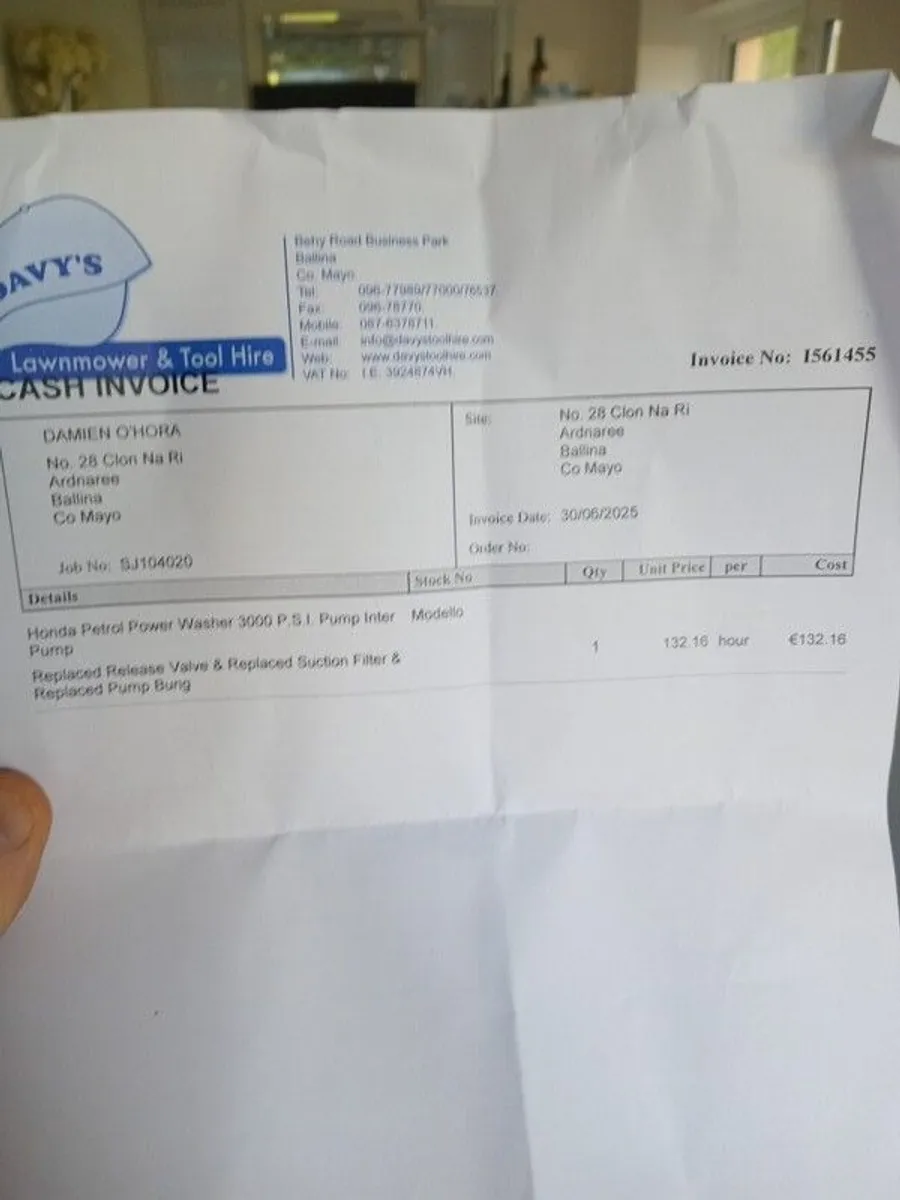 DAVY'S
Lawnmower & Tool Hire
Behy Road Business Park
Ballina
Co. Mayo
Tel: 096-77989/77000/76537
Fax: 096-78770
Mobile: 087-6378711
E-mail: info@davystoolhire.com
Web: www.davystoolhire.com
VAT No: I.E. 3924874VH
CASH INVOICE
Invoice No: I561455
DAMIEN O'HORA
No. 28 Clon Na Ri
Ardnaree
Ballina
Co Mayo
Job No: SJ104020
Site: No. 28 Clon Na Ri
Ardnaree
Ballina
Co Mayo
Invoice Date: 30/06/2025
Order No:
Details Stock No Qty Unit Price per Cost
Honda Petrol Power Washer 3000 P.S.I. Pump Inter Modello
Pump
Replaced Release Valve & Replaced Suction Filter & 1 132.16 hour €132.16
Replaced Pump Bung